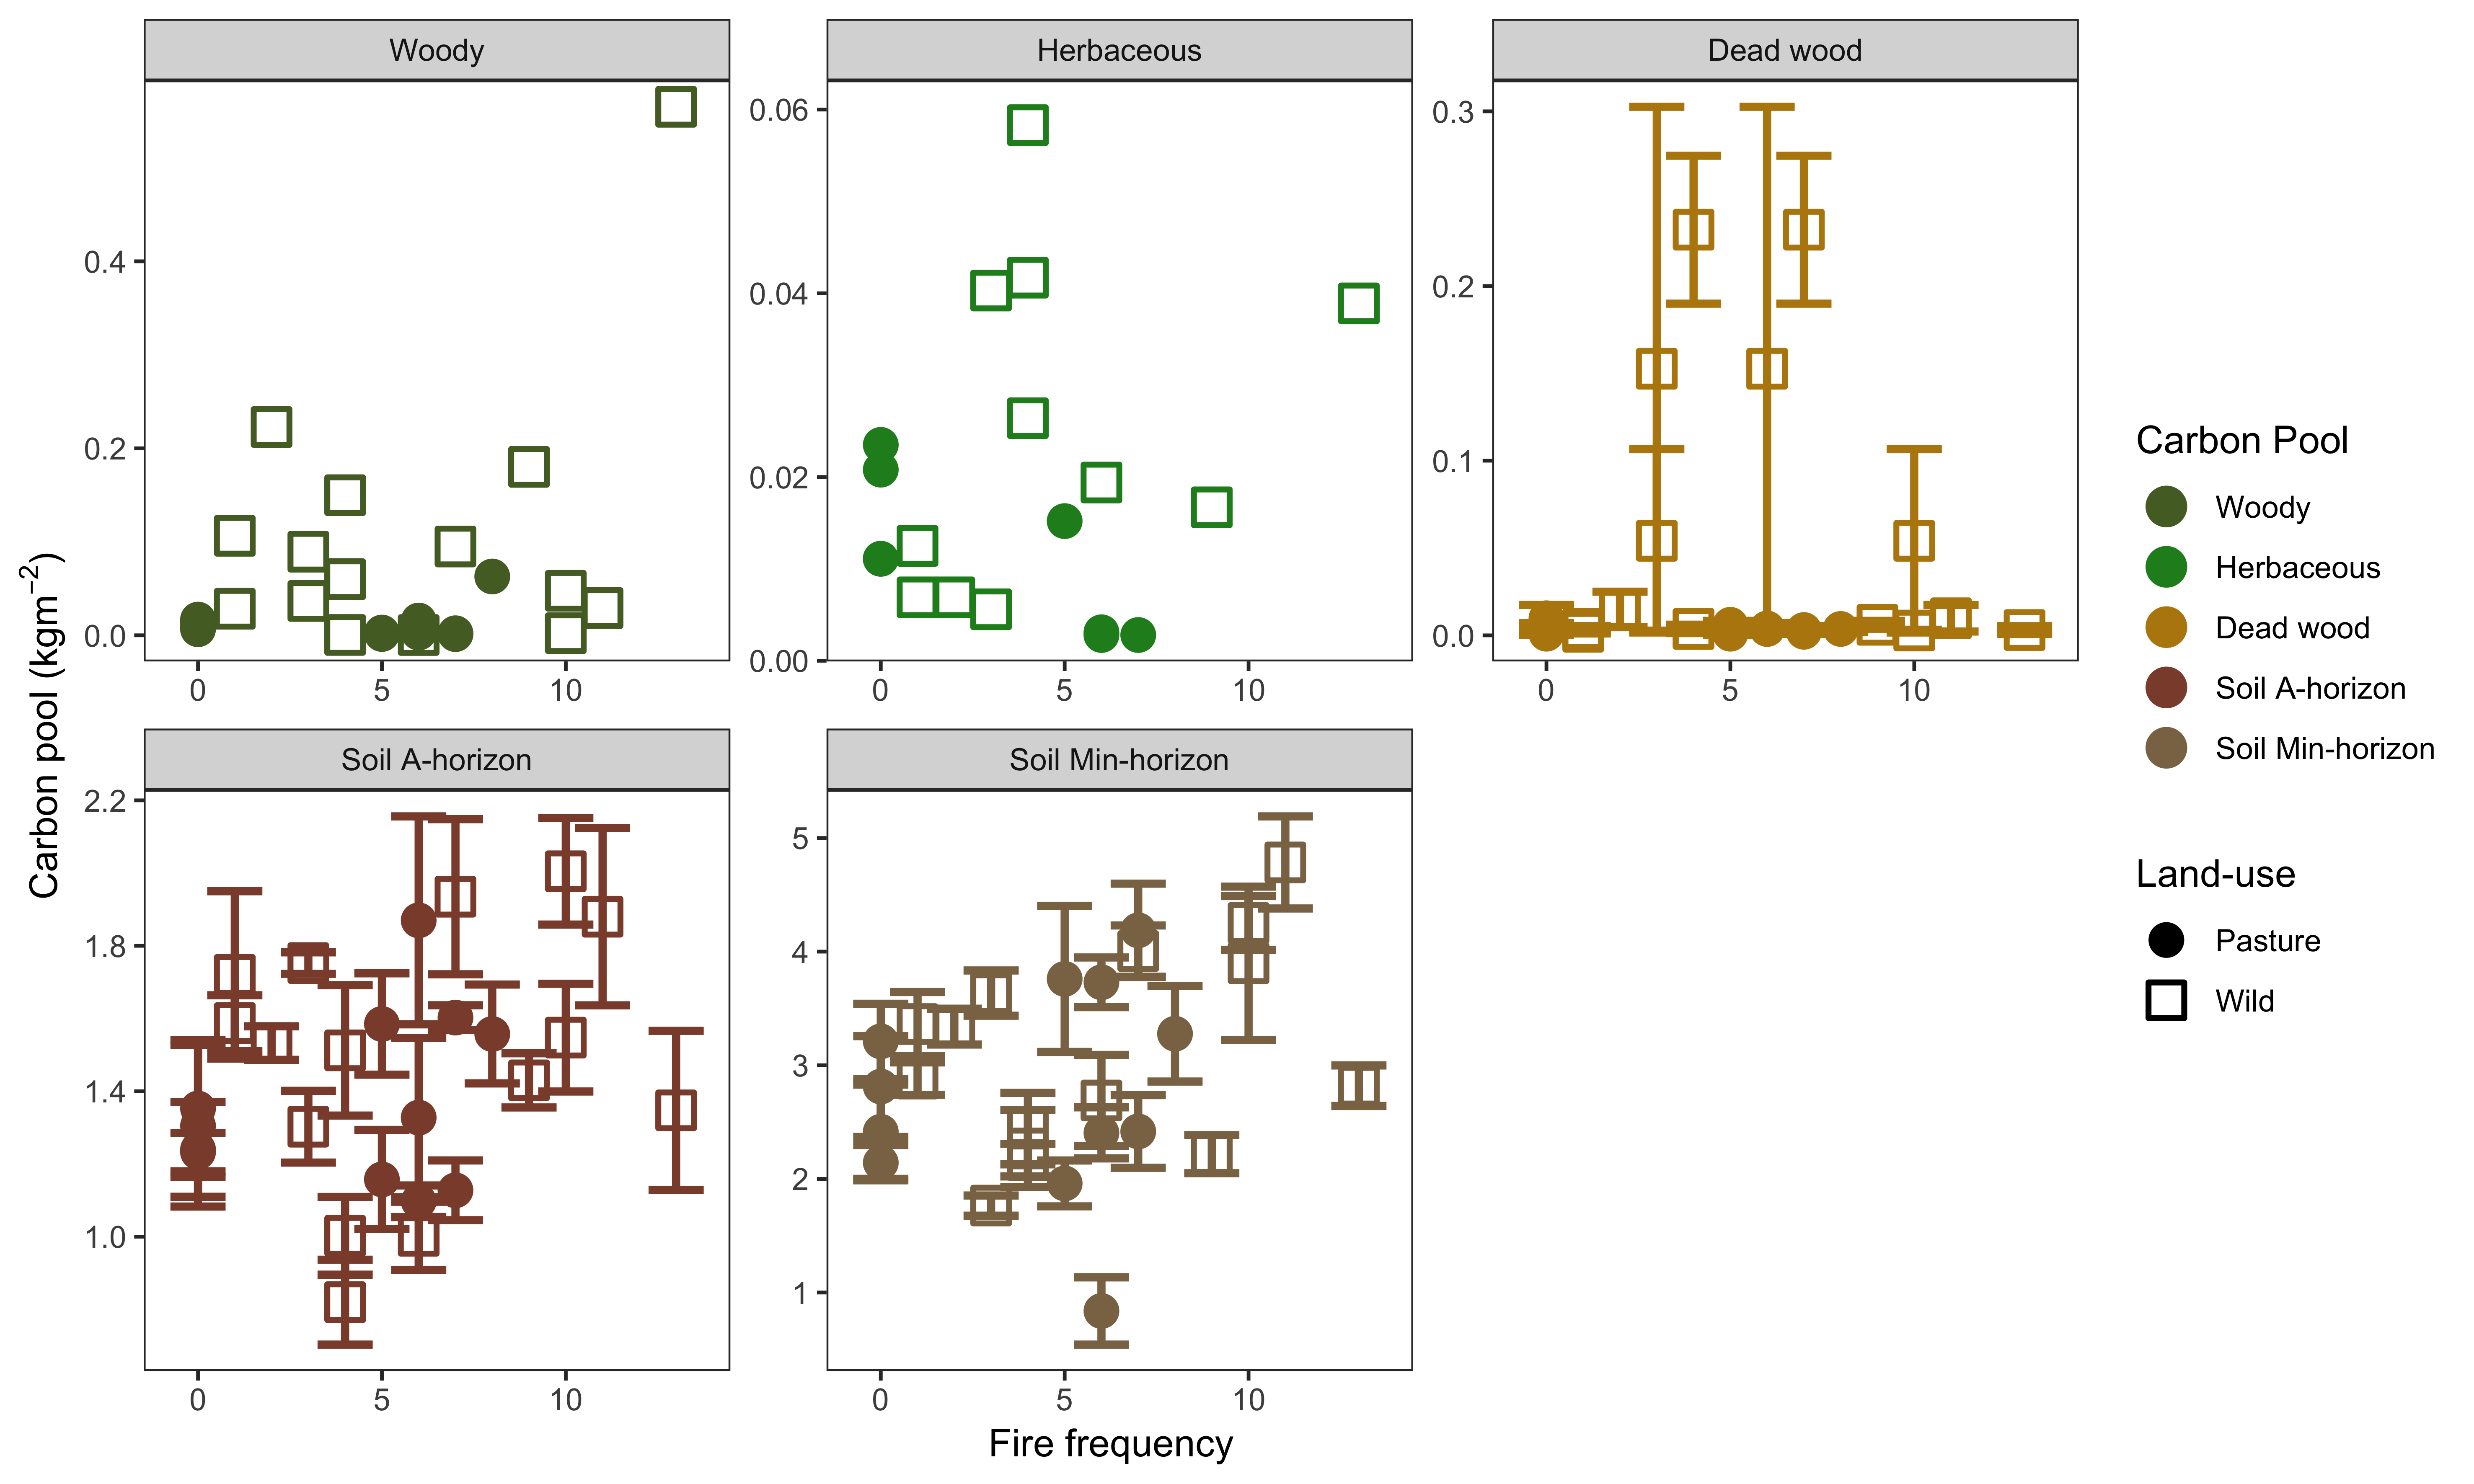 Woody
Herbaceous
Dead wood
0.4
0.2
0.0
0
5
10
0.06
0.04
0.02
0.00
0
5
10
0.3
0.2
0.1
0.0
0
5
10
Carbon pool (kgm⁻²)
Soil A-horizon
Soil Min-horizon
2.2
1.8
1.4
1.0
0
5
10
5
4
3
2
1
0
5
10
Fire frequency
Carbon Pool
Woody
Herbaceous
Dead wood
Soil A-horizon
Soil Min-horizon
Land-use
Pasture
Wild